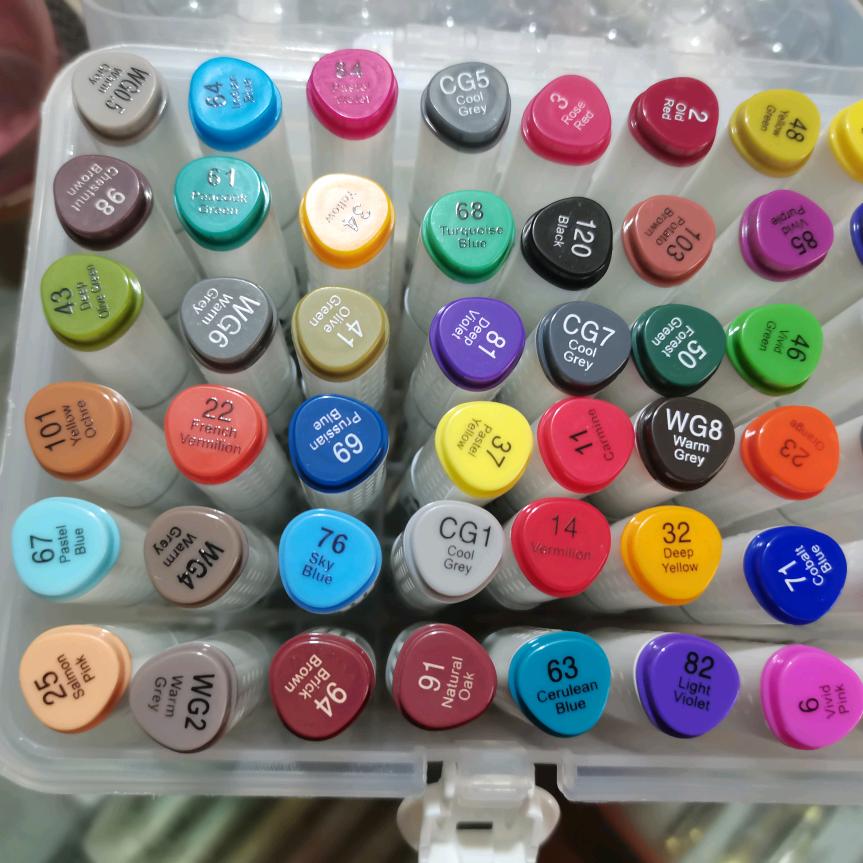 WG0.5
Warm
Grey
64
Indian
Blue
84
Pastel
Violet
CG5
Cool
Grey
3
Rose
Red
2
Old
Red
48
Yellow
Green
98
Chestnut
Brown
61
Peacock
Green
34
Yellow
68
Turquoise
Blue
120
Black
103
Potato
Brown
85
Vivid
Purple
43
Deep
Olive Green
WG6
Warm
Grey
41
Olive
Green
81
Deep
Violet
CG7
Cool
Grey
50
Forest
Green
46
Vivid
Green
101
Yellow
Ochre
22
French
Vermilion
69
Prussian
Blue
37
Pastel
Yellow
11
Carmine
WG8
Warm
Grey
23
Orange
67
Pastel
Blue
WG4
Warm
Grey
76
Sky
Blue
CG1
Cool
Grey
14
Vermilion
32
Deep
Yellow
71
Cobalt
Blue
25
Salmon
Pink
WG2
Warm
Grey
94
Brick
Brown
91
Natural
Oak
63
Cerulean
Blue
82
Light
Violet
9
Vivid
Pink